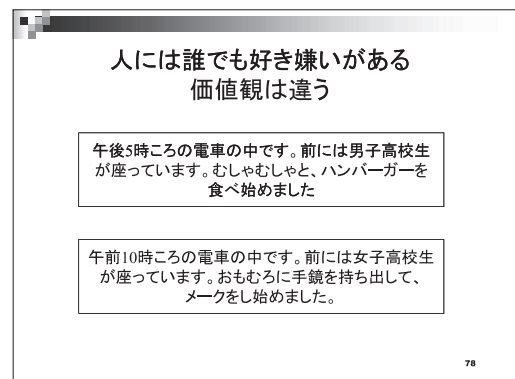 人には誰でも好き嫌いがある
価値観は違う
午後5時ころの電車の中です。前には男子高校生
が座っています。むしゃむしゃと、ハンバーガーを
食べ始めました
午前10時ころの電車の中です。前には女子高校生
が座っています。おもむろに手鏡を持ち出して、
メークをし始めました。
78